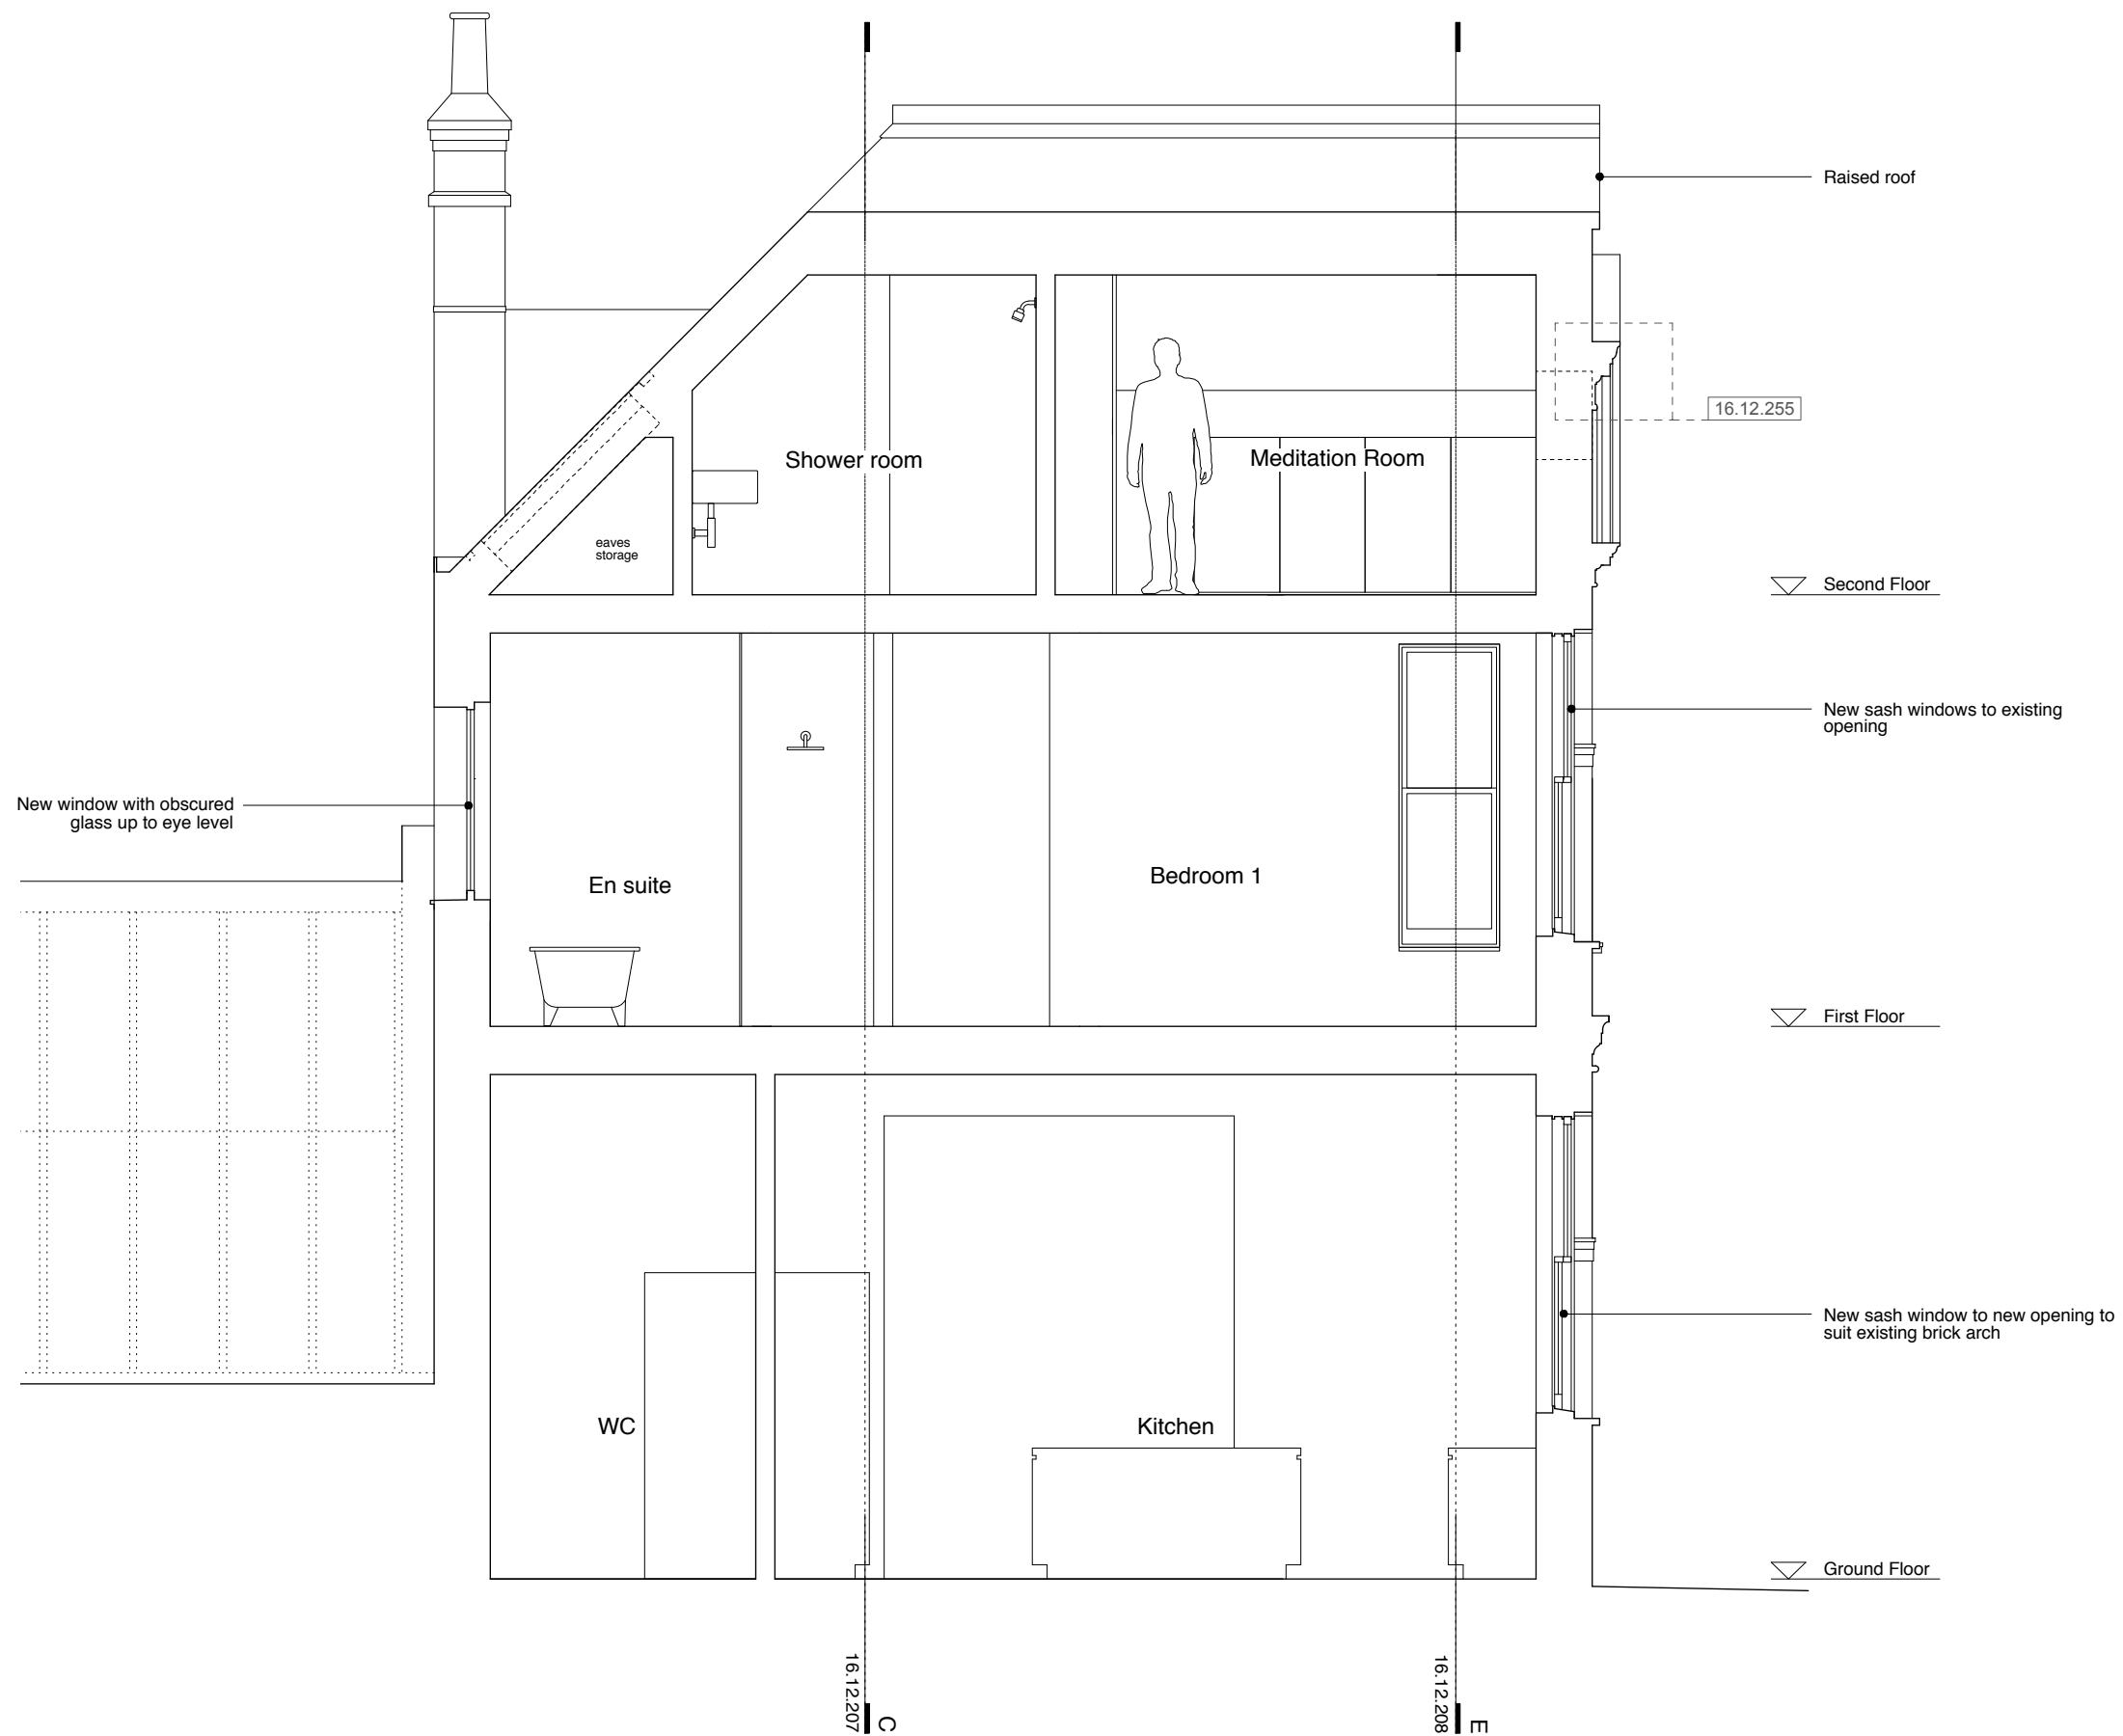 Raised roof
16.12.255
Shower room
Meditation Room
eaves
storage
Second Floor
New sash windows to existing
opening
New window with obscured
glass up to eye level
En suite
Bedroom 1
First Floor
New sash window to new opening to
suit existing brick arch
WC
Kitchen
Ground Floor
16.12.207
C
16.12.208
E